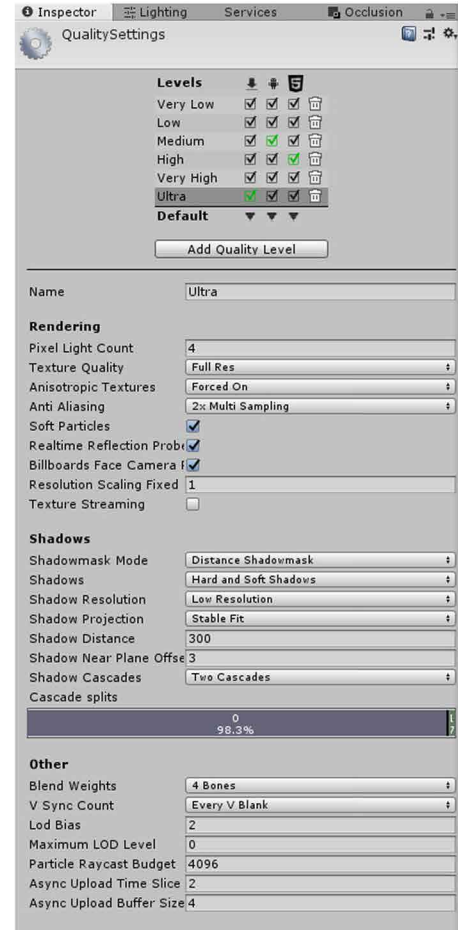 Inspector Lighting Services Occlusion
QualitySettings
Levels
Very Low
Low
Medium
High
Very High
Ultra
Default
Add Quality Level
Name Ultra
Rendering
Pixel Light Count 4
Texture Quality Full Res
Anisotropic Textures Forced On
Anti Aliasing 2x Multi Sampling
Soft Particles
Realtime Reflection Probe
Billboards Face Camera
Resolution Scaling Fixed 1
Texture Streaming
Shadows
Shadowmask Mode Distance Shadowmask
Shadows Hard and Soft Shadows
Shadow Resolution Low Resolution
Shadow Projection Stable Fit
Shadow Distance 300
Shadow Near Plane Offse 3
Shadow Cascades Two Cascades
Cascade splits
0 1
98.3%
Other
Blend Weights 4 Bones
V Sync Count Every V Blank
Lod Bias 2
Maximum LOD Level 0
Particle Raycast Budget 4096
Async Upload Time Slice 2
Async Upload Buffer Size 4